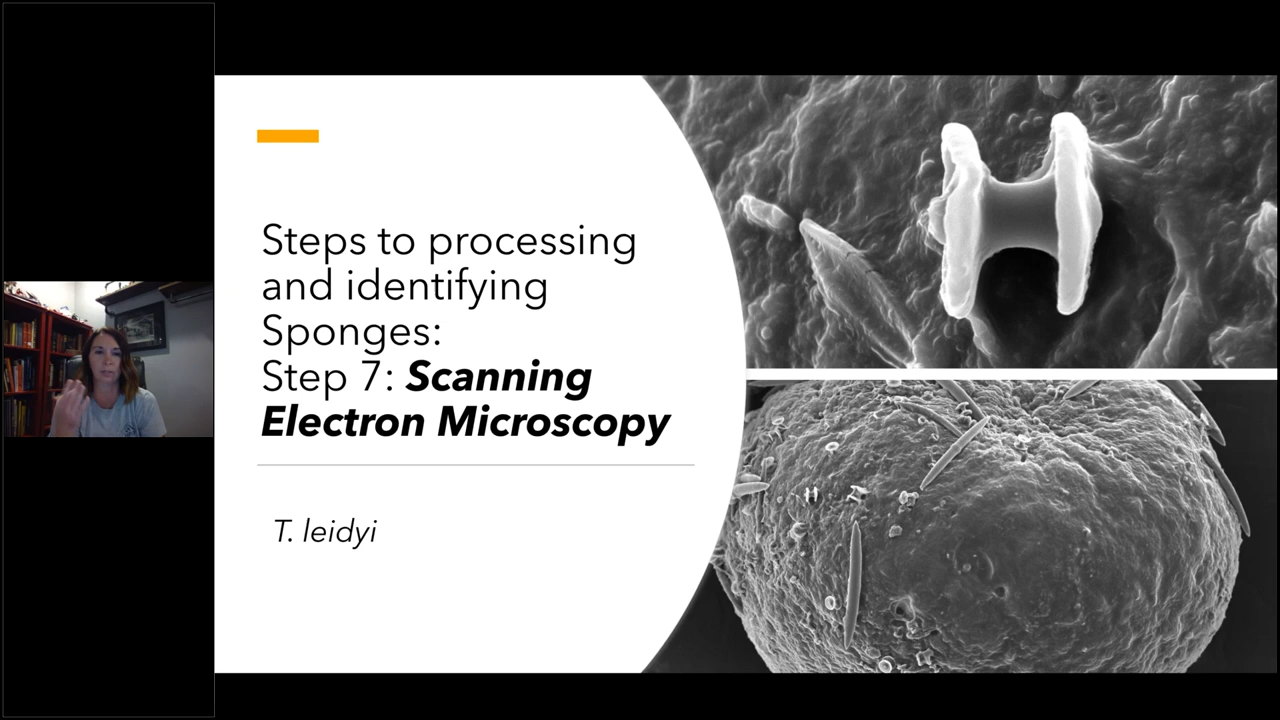 Steps to processing
and identifying
Sponges:
Step 7: Scanning
Electron Microscopy
T. leidyi